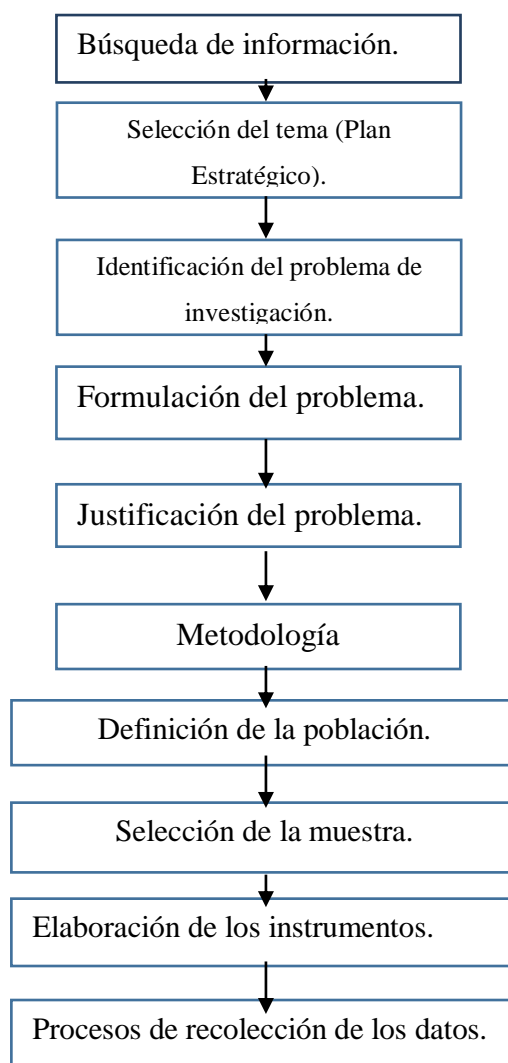 Búsqueda de información.
Selección del tema (Plan
Estratégico).
Identificación del problema de
investigación.
Formulación del problema.
Justificación del problema.
Metodología
Definición de la población.
Selección de la muestra.
Elaboración de los instrumentos.
Procesos de recolección de los datos.